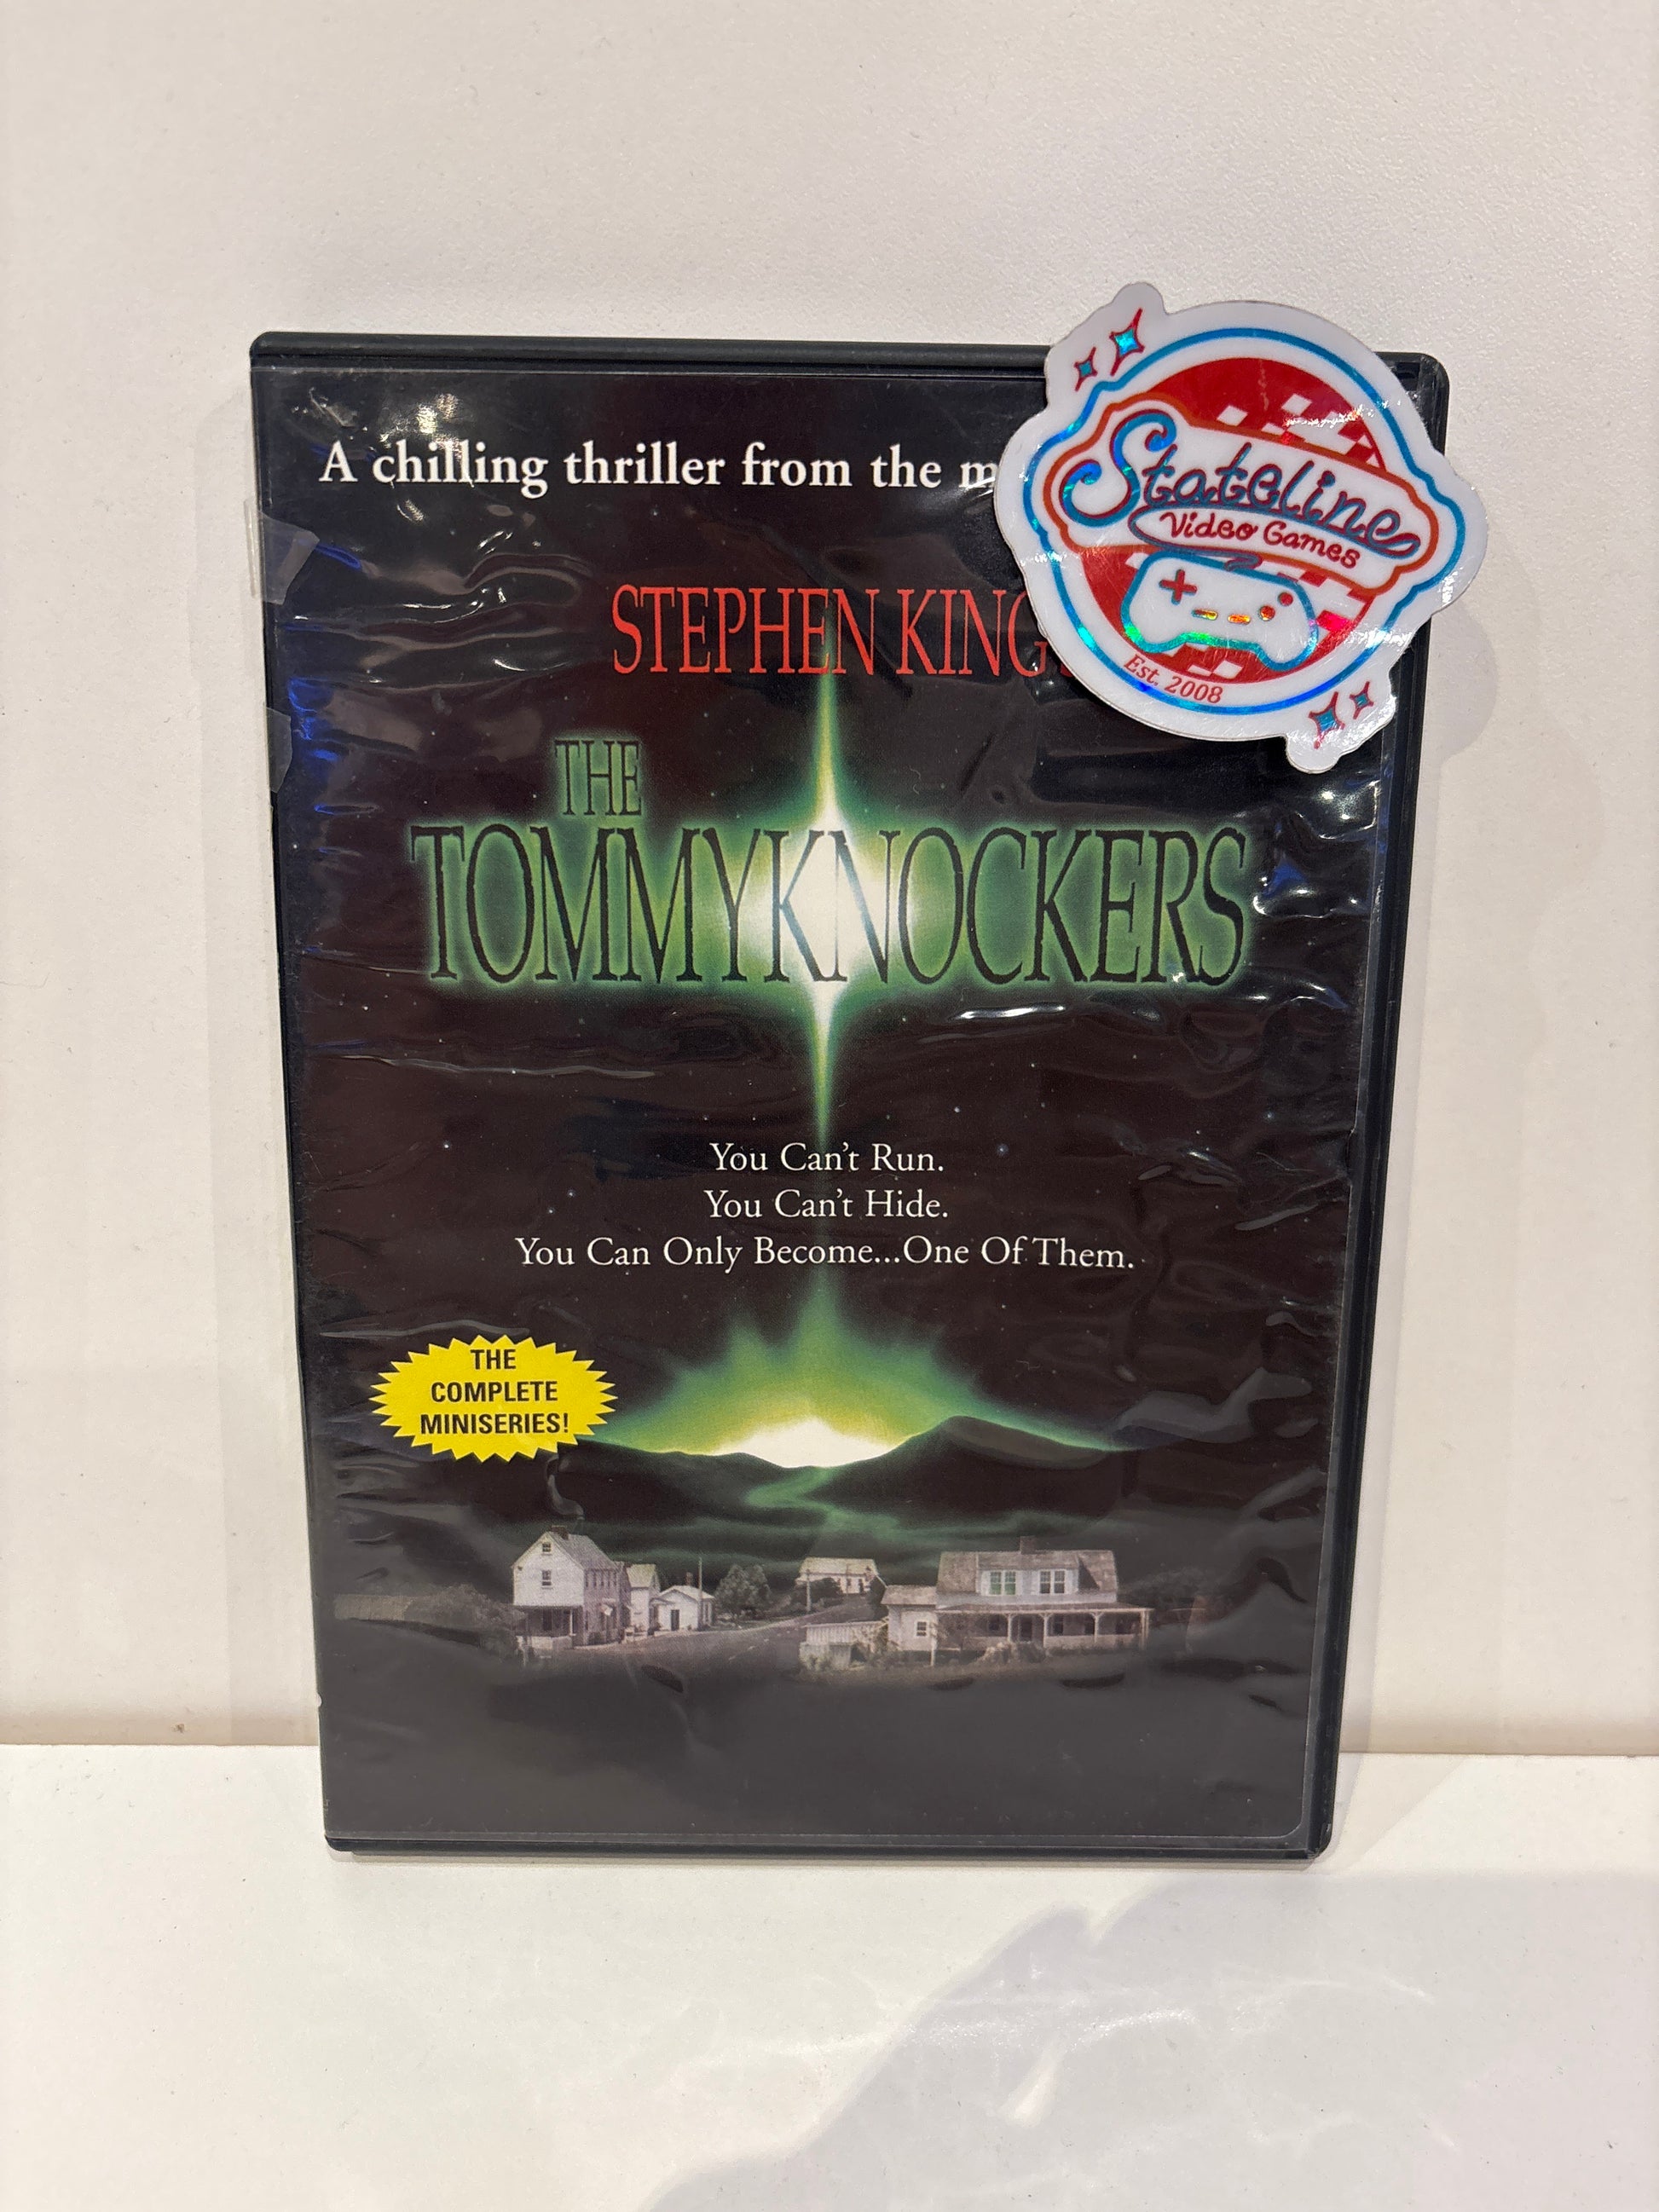 A chilling thriller from the
STEPHEN KING
THE
TOMMYKNOCKERS
You Can't Run.
You Can't Hide.
You Can Only Become...One Of Them.
THE
COMPLETE
MINISERIES!
Stateline
Video Games
Est. 2008